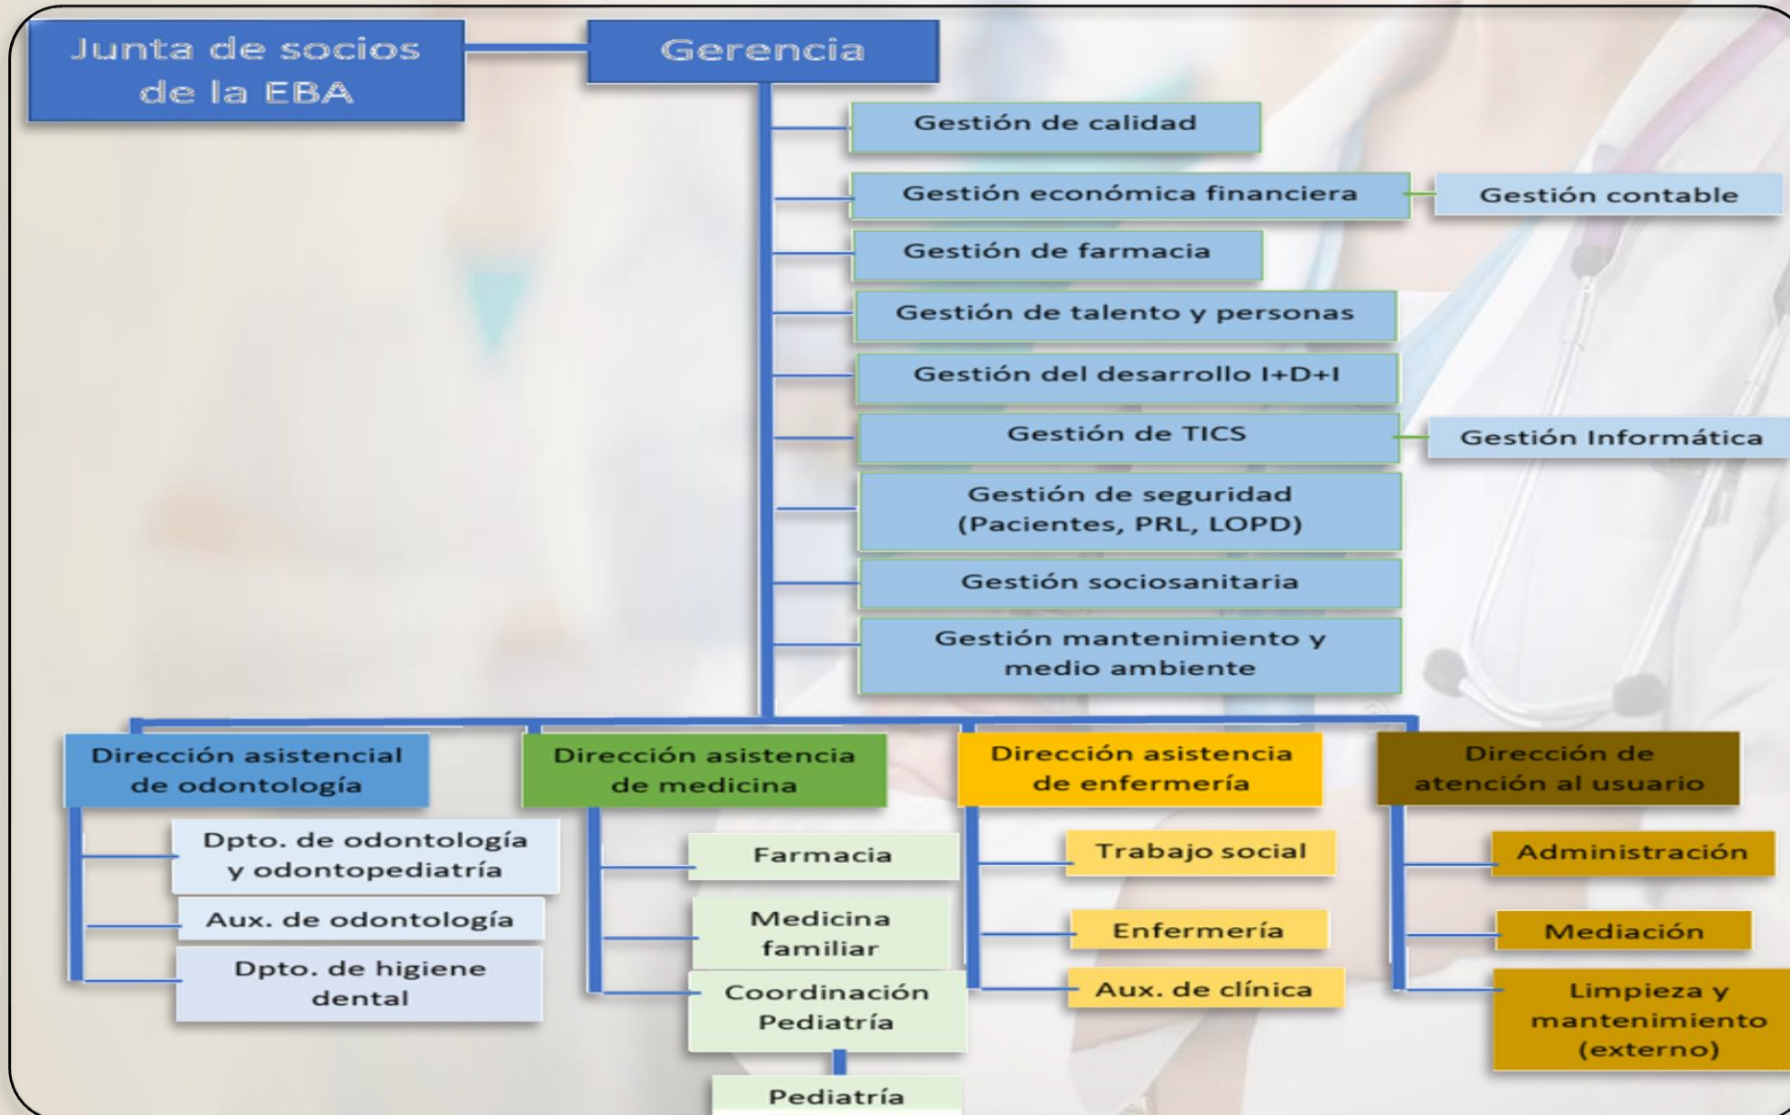 Junta de socios
de la EBA
Gerencia
Gestión de calidad
Gestión económica financiera
Gestión contable
Gestión de farmacia
Gestión de talento y personas
Gestión del desarrollo I+D+I
Gestión de TICS
Gestión Informática
Gestión de seguridad
(Pacientes, PRL, LOPD)
Gestión sociosanitaria
Gestión mantenimiento y
medio ambiente
Dirección asistencial
de odontología
Dpto. de odontología
y odontopediatría
Aux. de odontología
Dpto. de higiene
dental
Dirección asistencia
de medicina
Farmacia
Medicina
familiar
Coordinación
Pediatría
Pediatría
Dirección asistencia
de enfermería
Trabajo social
Enfermería
Aux. de clínica
Dirección de
atención al usuario
Administración
Mediación
Limpieza y
mantenimiento
(externo)